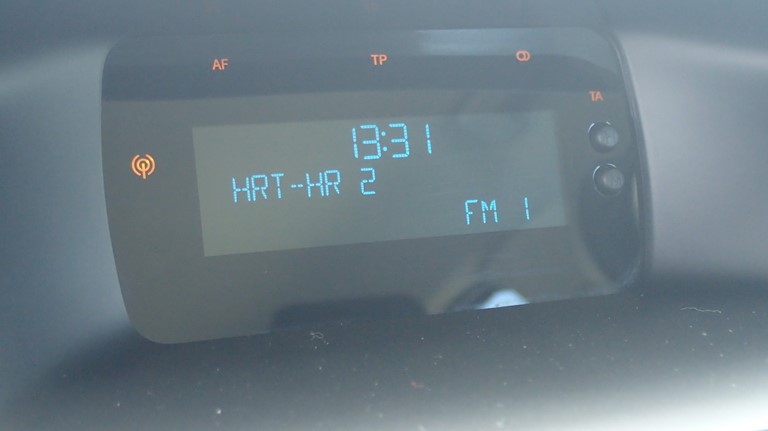 AF TP CD
TA
13:31
HRT-HR 2
FM 1